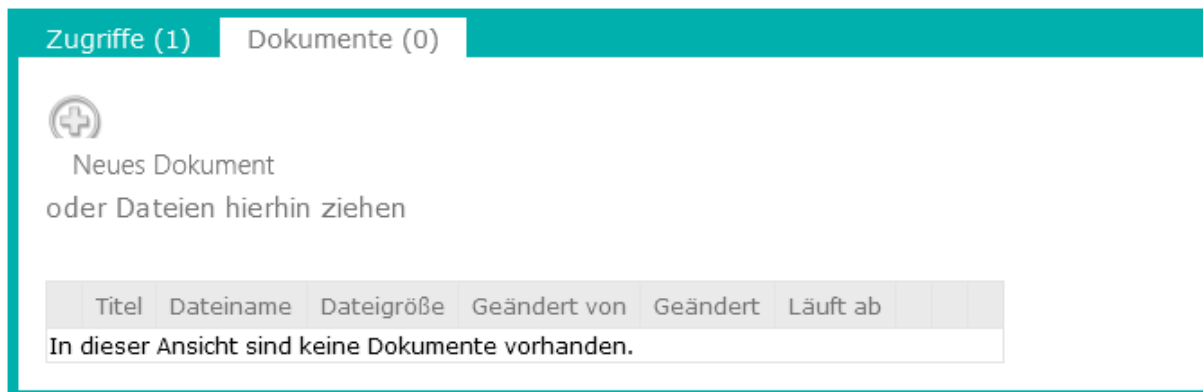 Zugriffe (1) Dokumente (0)
Neues Dokument
oder Dateien hierhin ziehen
Titel Dateiname Dateigröße Geändert von Geändert Läuft ab
In dieser Ansicht sind keine Dokumente vorhanden.